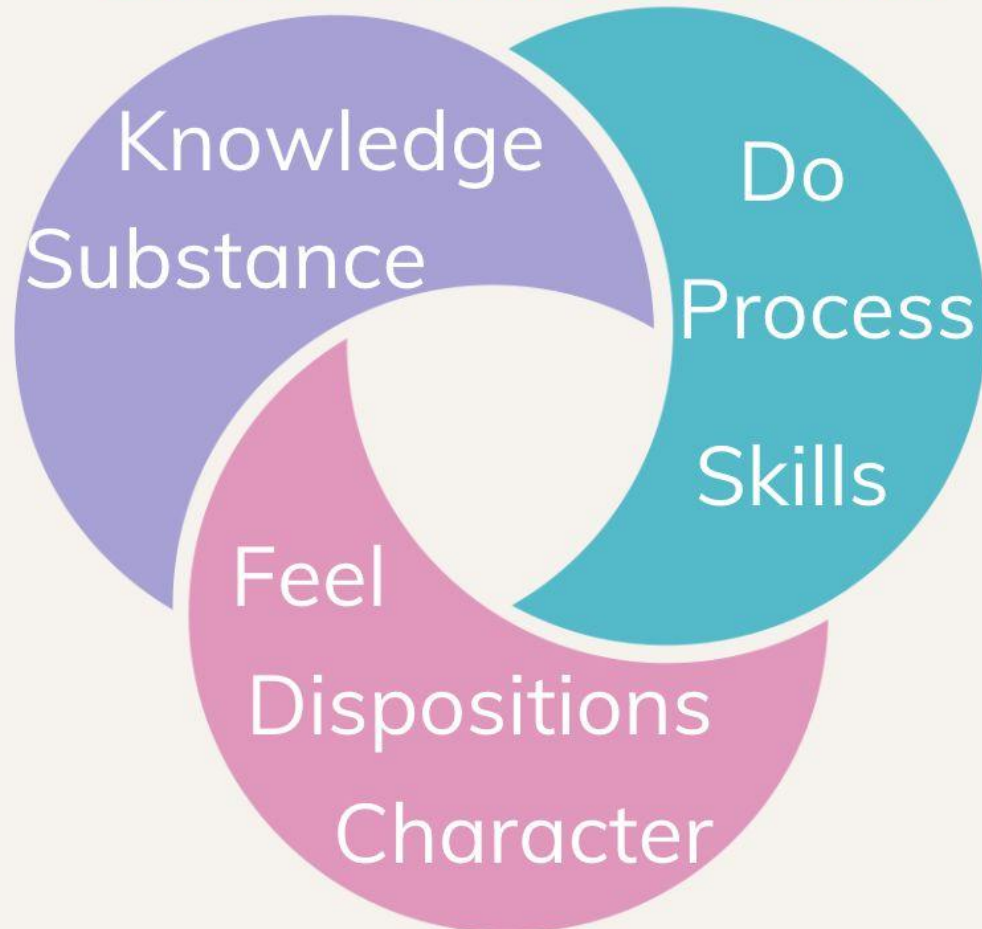 Knowledge
Substance
Do
Process
Skills
Feel
Dispositions
Character